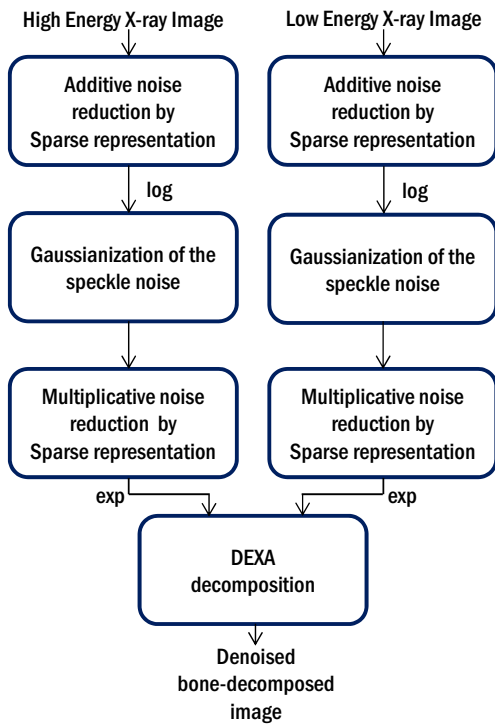 High Energy X-ray Image
Low Energy X-ray Image
Additive noise
reduction by
Sparse representation
Additive noise
reduction by
Sparse representation
log
log
Gaussianization of the
speckle noise
Gaussianization of the
speckle noise
Multiplicative noise
reduction by
Sparse representation
Multiplicative noise
reduction by
Sparse representation
exp
exp
DEXA
decomposition
Denoised
bone-decomposed
image